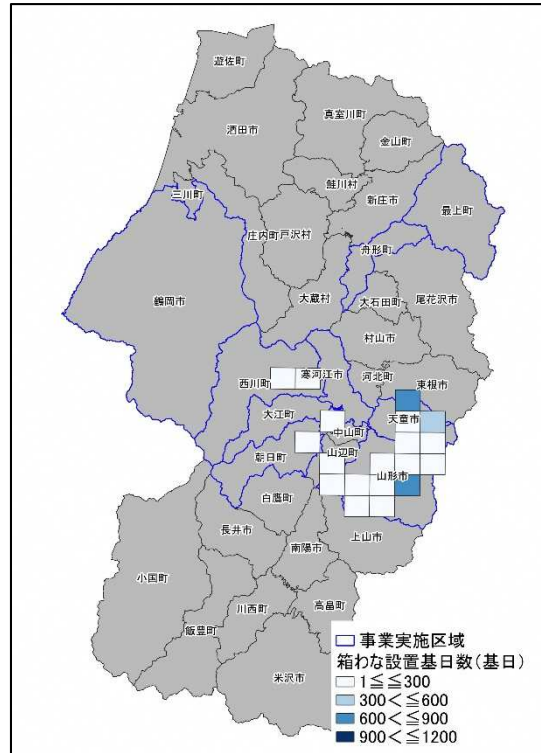 遊佐町
真室川町
酒田市
金山町
鮭川村
三川町
新庄市
最上町
庄内町
戸沢村
舟形町
鶴岡市
大蔵村
大石田町
尾花沢市
村山市
西川町
寒河江市
河北町
東根市
大江町
天童市
中山町
朝日町
山辺町
山形市
白鷹町
長井市
上山市
南陽市
小国町
川西町
高畠町
飯豊町
米沢市
事業実施区域
箱わな設置基日数(基日)
1≦≦300
300<≦600
600<≦900
900<≦1200